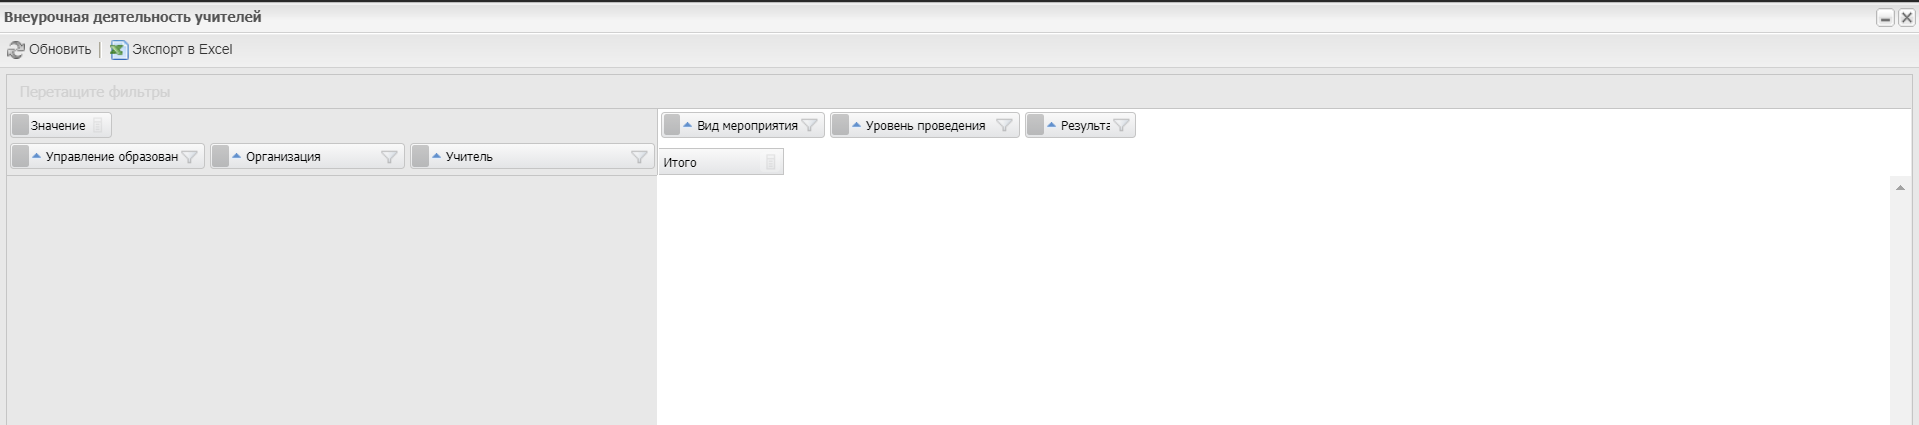 Внеурочная деятельность учителей
Обновить Экспорт в Excel
Перетащите фильтры
Значение Вид мероприятия Уровень проведения Результа
Управление образован Организация Учитель Итого